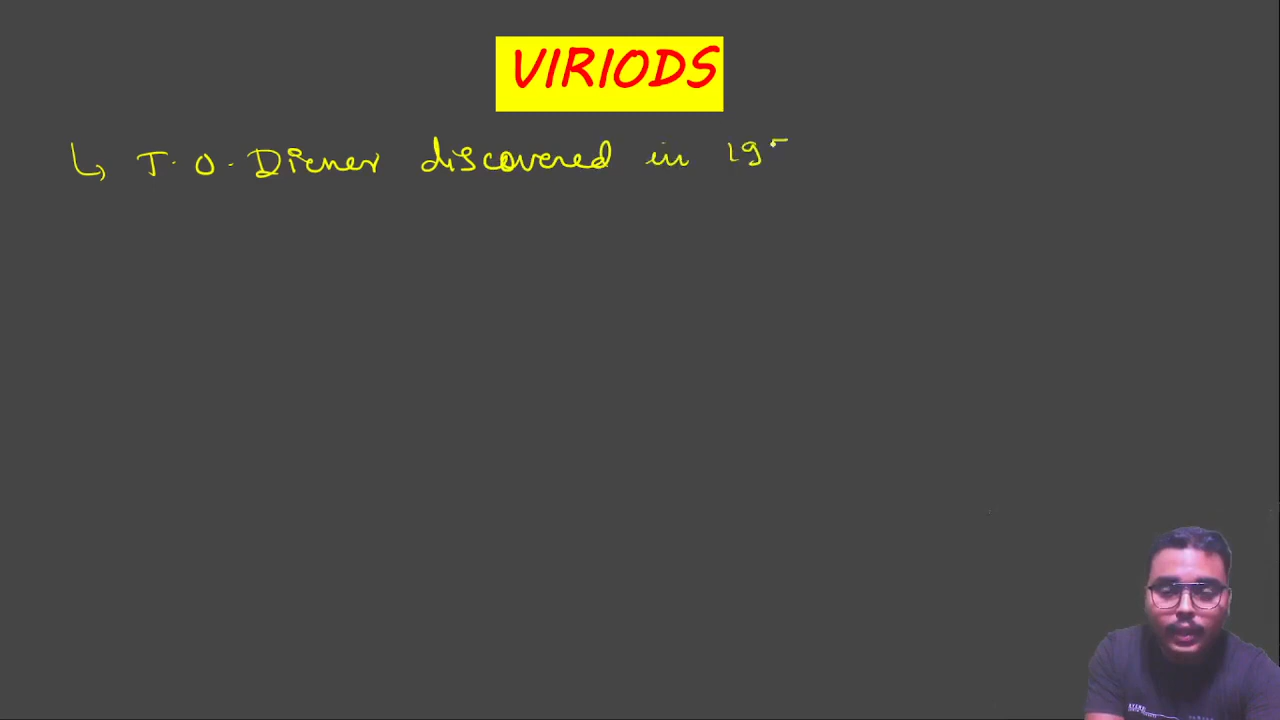 VIRIODS
↳ T.O. Diener discovered in 19